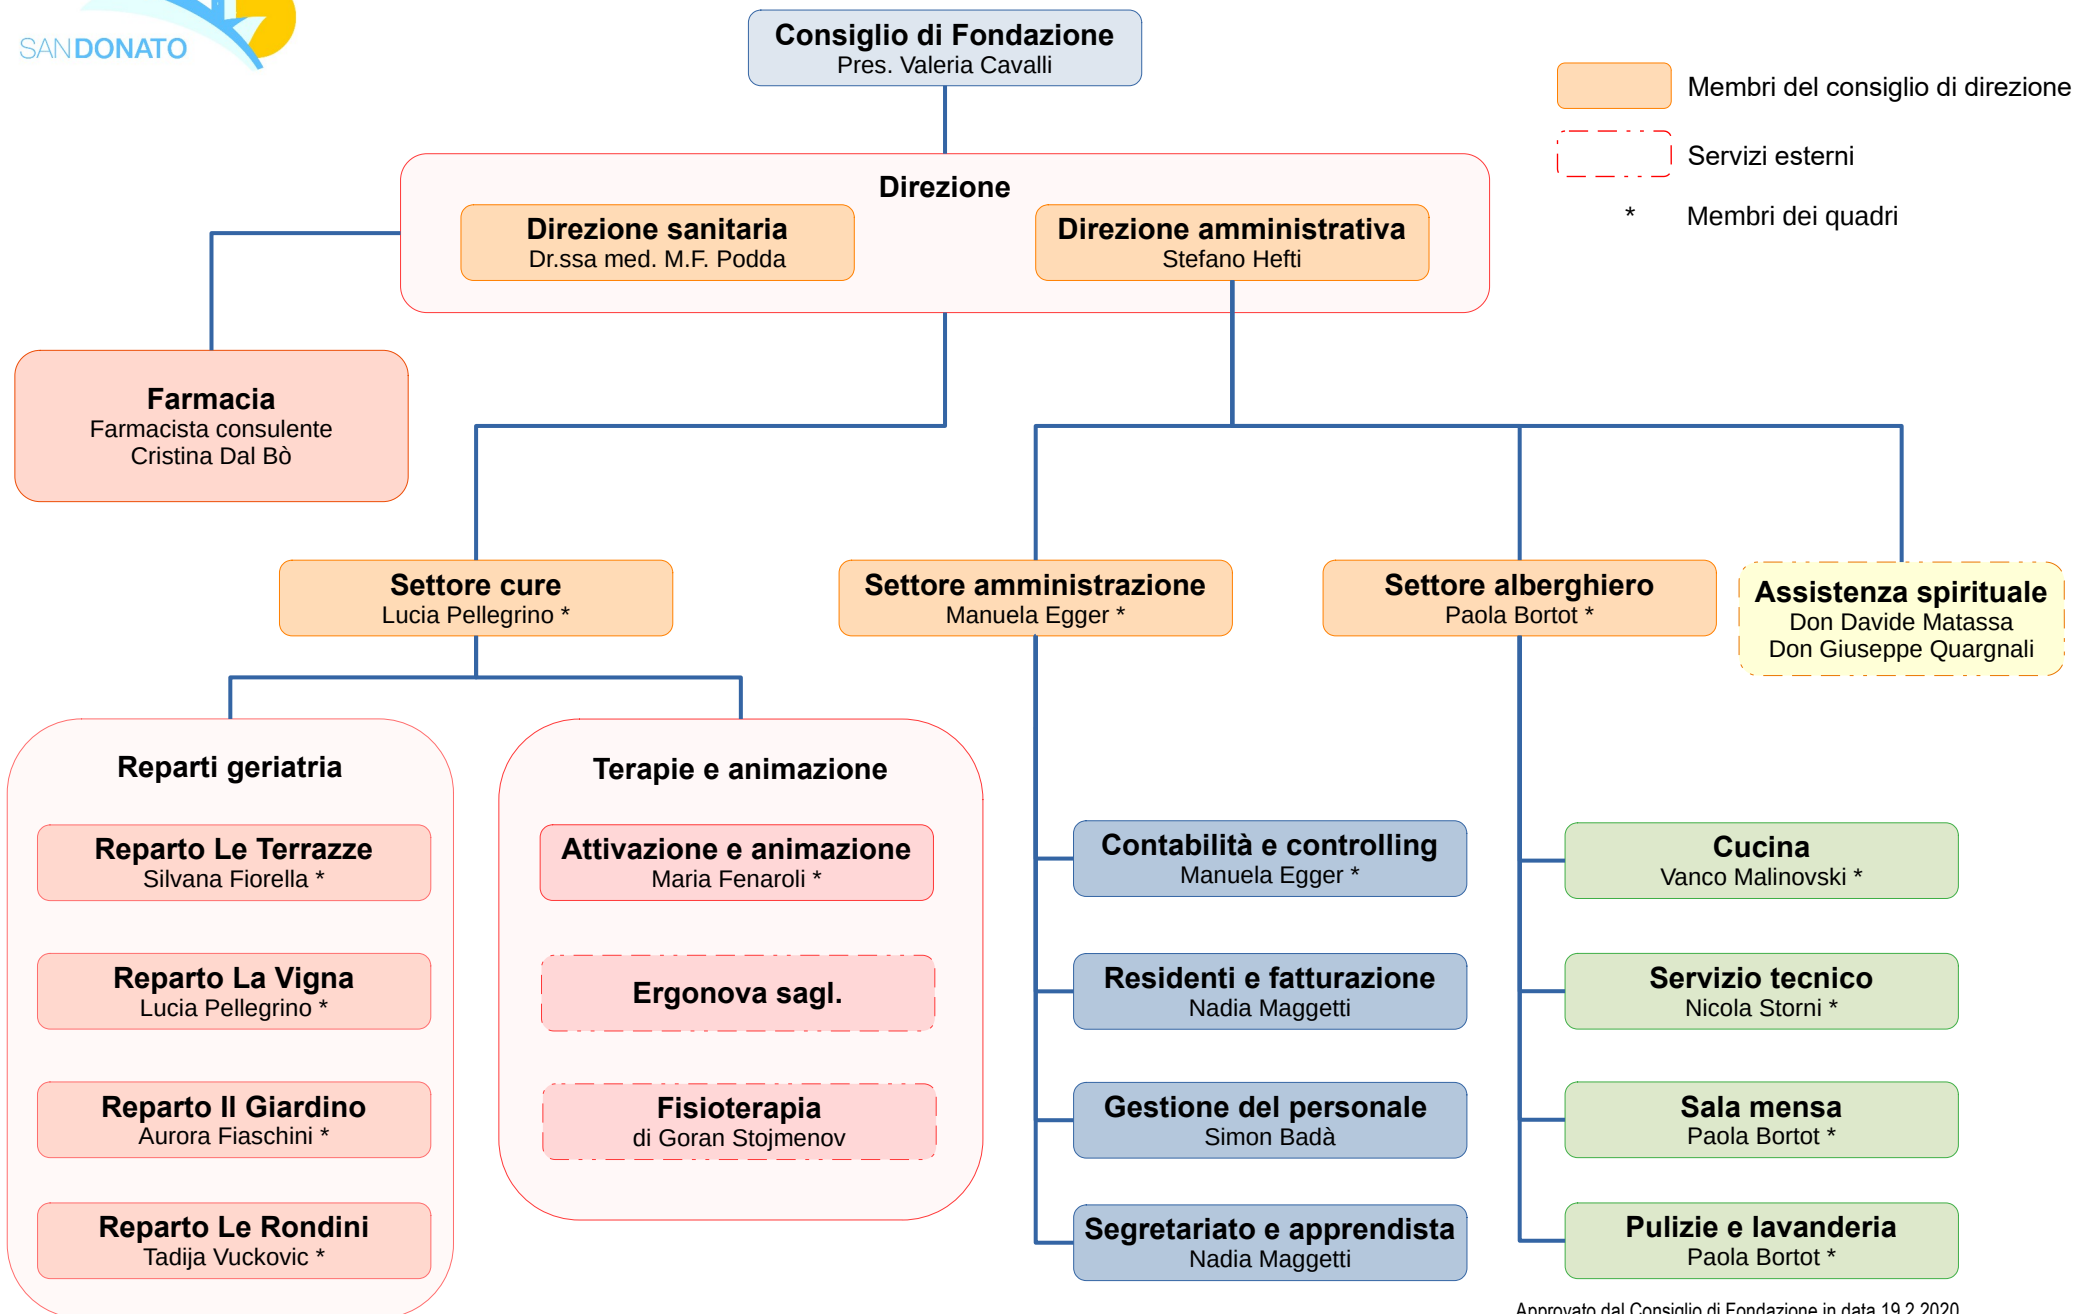 SANDONATO
Consiglio di Fondazione
Pres. Valeria Cavalli
Membri del consiglio di direzione
Servizi esterni
* Membri dei quadri
Direzione
Direzione sanitaria
Dr.ssa med. M.F. Podda
Direzione amministrativa
Stefano Hefti
Farmacia
Farmacista consulente
Cristina Dal Bò
Settore cure
Lucia Pellegrino *
Settore amministrazione
Manuela Egger *
Settore alberghiero
Paola Bortot *
Assistenza spirituale
Don Davide Matassa
Don Giuseppe Quargnali
Reparti geriatria
Reparto Le Terrazze
Silvana Fiorella *
Reparto La Vigna
Lucia Pellegrino *
Reparto Il Giardino
Aurora Fiaschini *
Reparto Le Rondini
Tadija Vuckovic *
Terapie e animazione
Attivazione e animazione
Maria Fenaroli *
Ergonova sagl.
Fisioterapia
di Goran Stojmenov
Contabilità e controlling
Manuela Egger *
Residenti e fatturazione
Nadia Maggetti
Gestione del personale
Simon Badà
Segretariato e apprendista
Nadia Maggetti
Cucina
Vanco Malinovski *
Servizio tecnico
Nicola Storni *
Sala mensa
Paola Bortot *
Pulizie e lavanderia
Paola Bortot *
Approvato dal Consiglio di Fondazione in data 19.2.2020